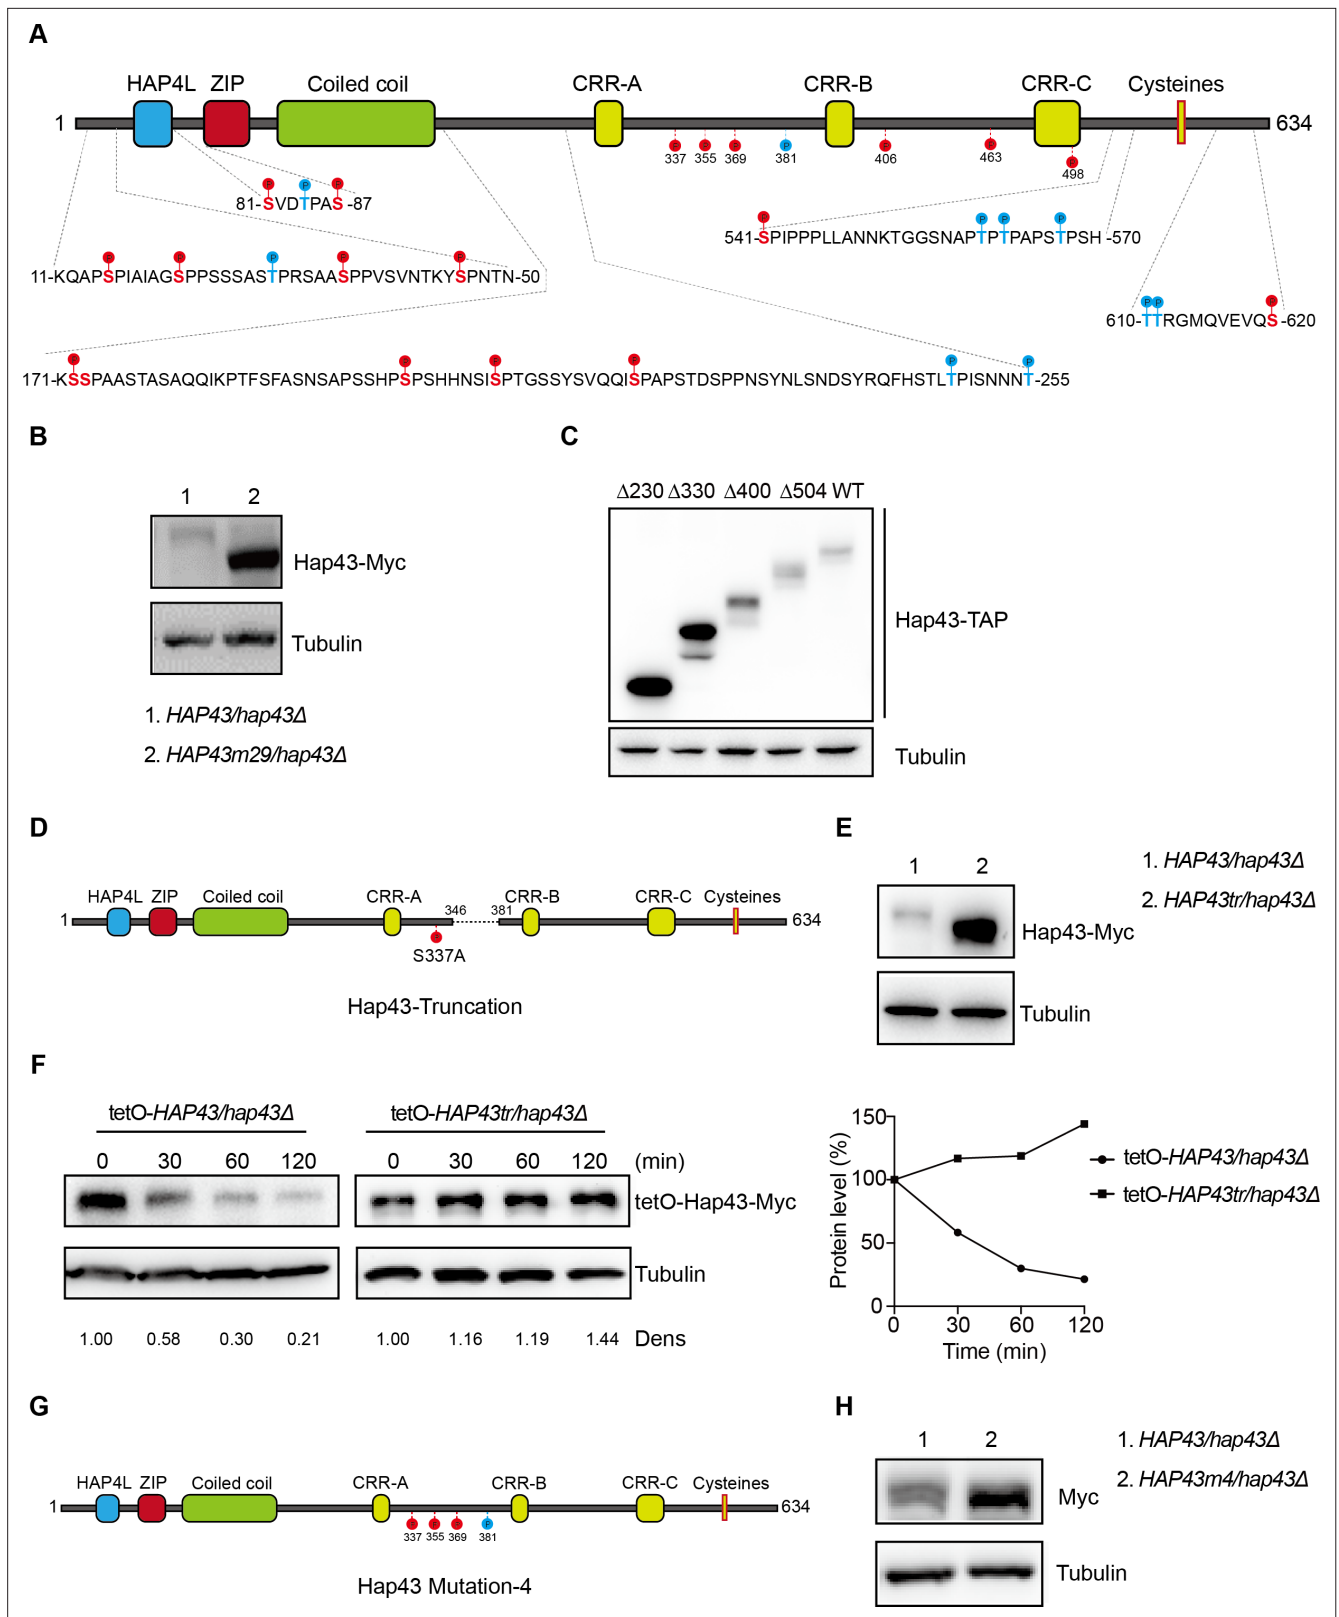 A
HAP4L ZIP Coiled coil CRR-A CRR-B CRR-C Cysteines
1 634
337 355 369 381 406 463 498
P P P P P P P
81-SVDTPAS-87
541-SPIPPPLLANNKTGGSNAPTPTPAPSTPSH-570
11-KQAPSPIAIAGSPPSSSASTPRSAASPPVSVNTKYSPNTN-50
610-TTRGMQVEVQS-620
171-KSSPAASTASAQQIKPTFSFASNSAPSSHPSPSHHNSISPTGSSYSVQQISPAPSTDSPPNSYNLSNDSYRQFHSTLTPISNNNT-255
B
1 2
Hap43-Myc
Tubulin
1. HAP43/hap43Δ
2. HAP43m29/hap43Δ
C
Δ230 Δ330 Δ400 Δ504 WT
Hap43-TAP
Tubulin
D
HAP4L ZIP Coiled coil CRR-A 346 381 CRR-B CRR-C Cysteines
1 634
S337A
Hap43-Truncation
E
1 2
1. HAP43/hap43Δ
2. HAP43tr/hap43Δ
Hap43-Myc
Tubulin
F
tetO-HAP43/hap43Δ tetO-HAP43tr/hap43Δ
0 30 60 120 0 30 60 120 (min)
tetO-Hap43-Myc
Tubulin
1.00 0.58 0.30 0.21 1.00 1.16 1.19 1.44 Dens
Protein level (%)
150
100
50
0
0 30 60 120
Time (min)
tetO-HAP43/hap43Δ
tetO-HAP43tr/hap43Δ
G
HAP4L ZIP Coiled coil CRR-A CRR-B CRR-C Cysteines
1 634
337 355 369 381
Hap43 Mutation-4
H
1 2
1. HAP43/hap43Δ
2. HAP43m4/hap43Δ
Myc
Tubulin